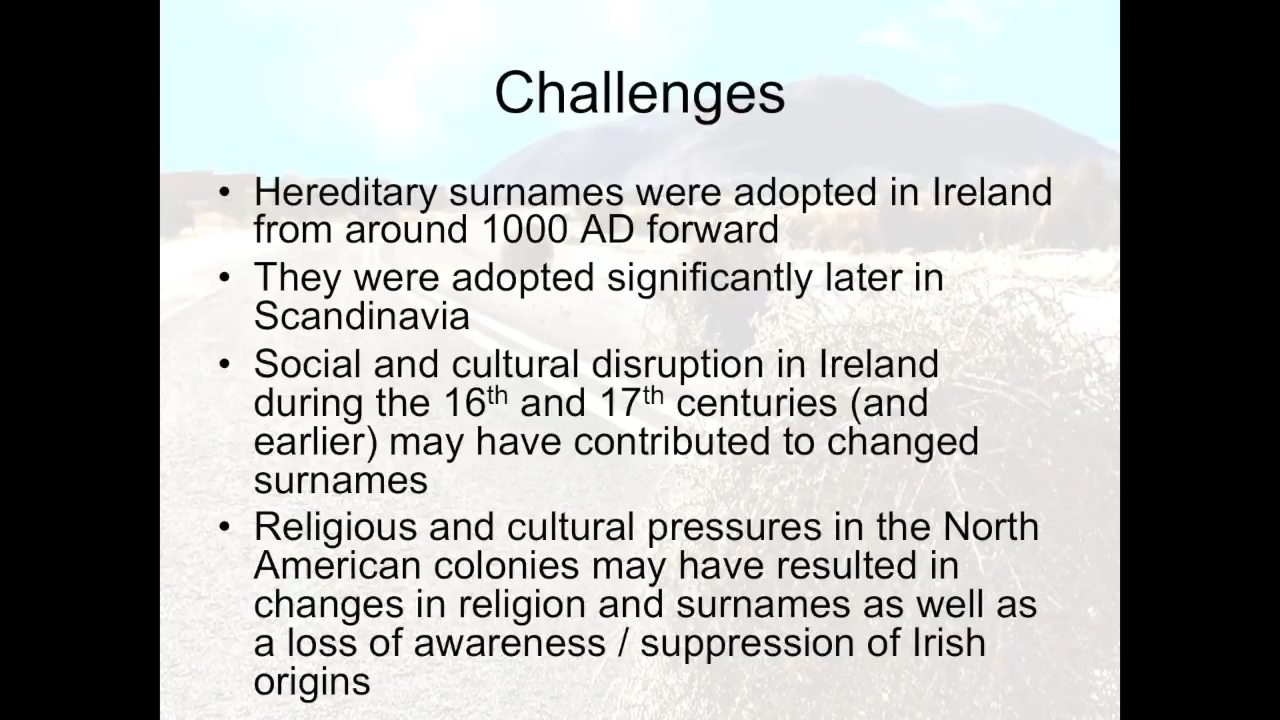 Challenges
• Hereditary surnames were adopted in Ireland
from around 1000 AD forward
• They were adopted significantly later in
Scandinavia
• Social and cultural disruption in Ireland
during the 16th and 17th centuries (and
earlier) may have contributed to changed
surnames
• Religious and cultural pressures in the North
American colonies may have resulted in
changes in religion and surnames as well as
a loss of awareness / suppression of Irish
origins